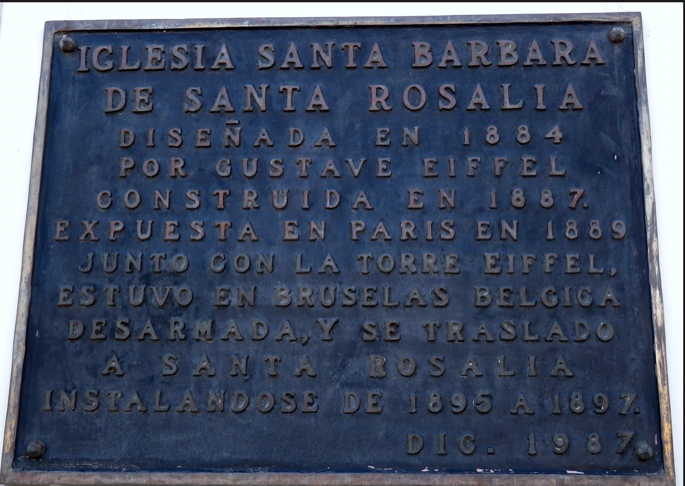 IGLESIA SANTA BARBARA
DE SANTA ROSALIA
DISEÑADA EN 1884
POR GUSTAVE EIFFEL
CONSTRUIDA EN 1887.
EXPUESTA EN PARIS EN 1889
JUNTO CON LA TORRE EIFFEL,
ESTUVO EN BRUSELAS BELGICA
DESARMADA, Y SE TRASLADO
A SANTA ROSALIA
INSTALANDOSE DE 1895 A 1897.
DIC. 1987